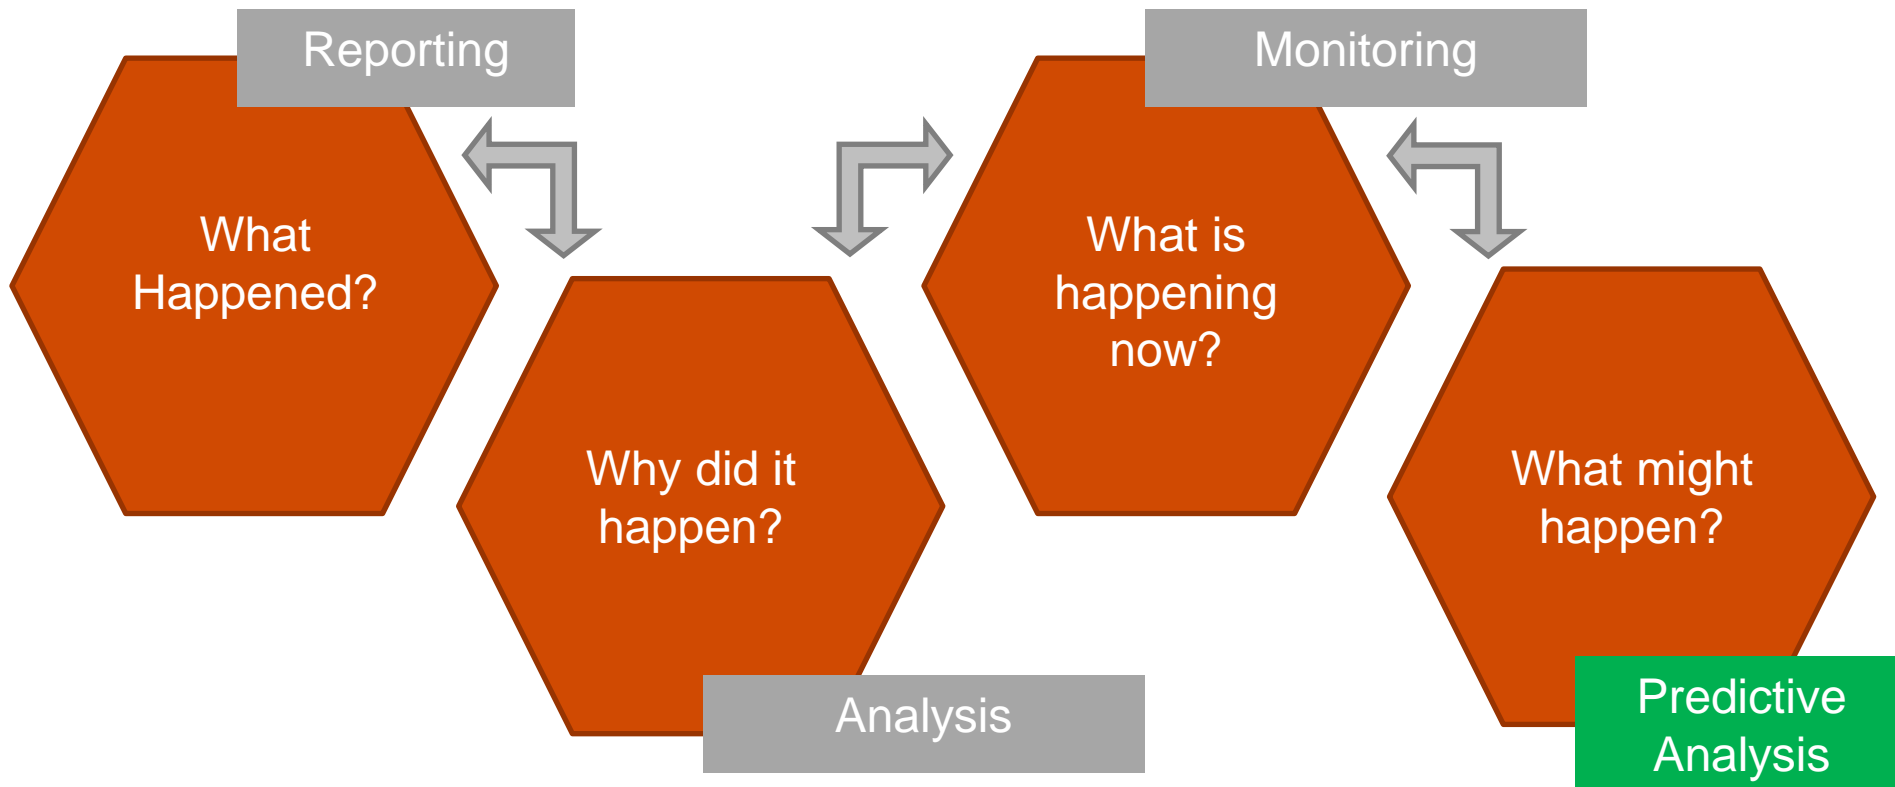 Reporting
What
Happened?
Why did it
happen?
Analysis
Monitoring
What is
happening
now?
What might
happen?
Predictive
Analysis